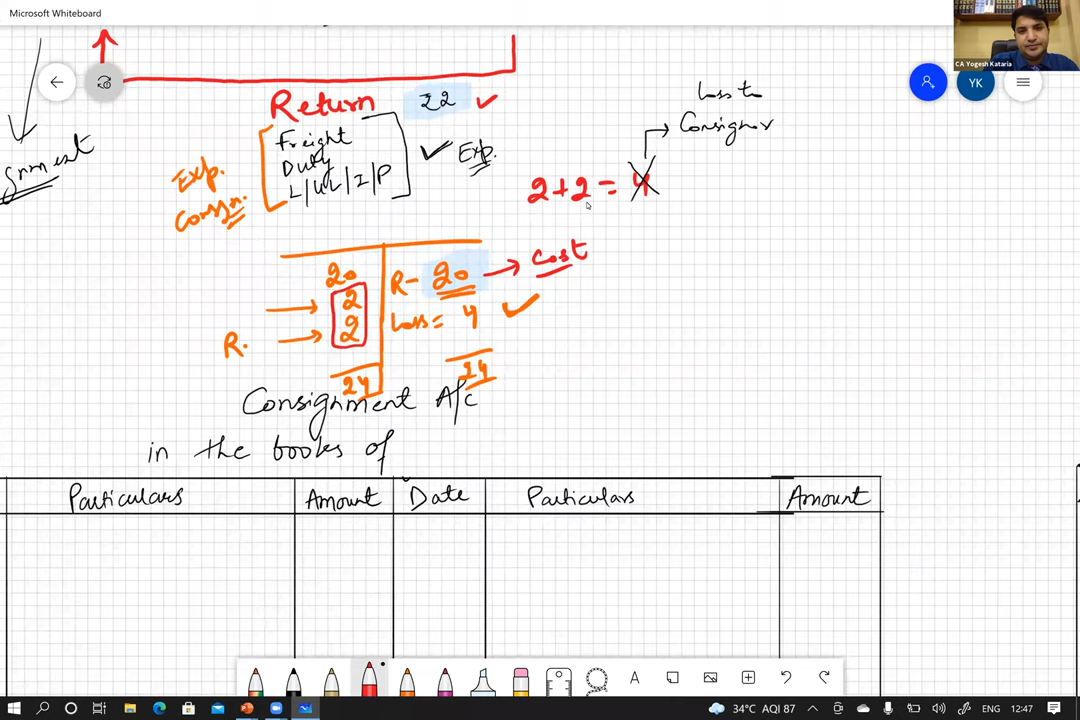 Microsoft Whiteboard
CA Yogesh Kataria
YK
Return 22
Loss to
Consignor
gnment
Exp.
Consgn.
Freight
Duty
L/UL/I/P
Exp.
2+2=4
20
2
R. 2
24
R- 20 → Cost
Loss = 4
24
Consignment A/c
in the books of
Particulars Amount Date Particulars Amount
A
34°C AQI 87
ENG
12:47